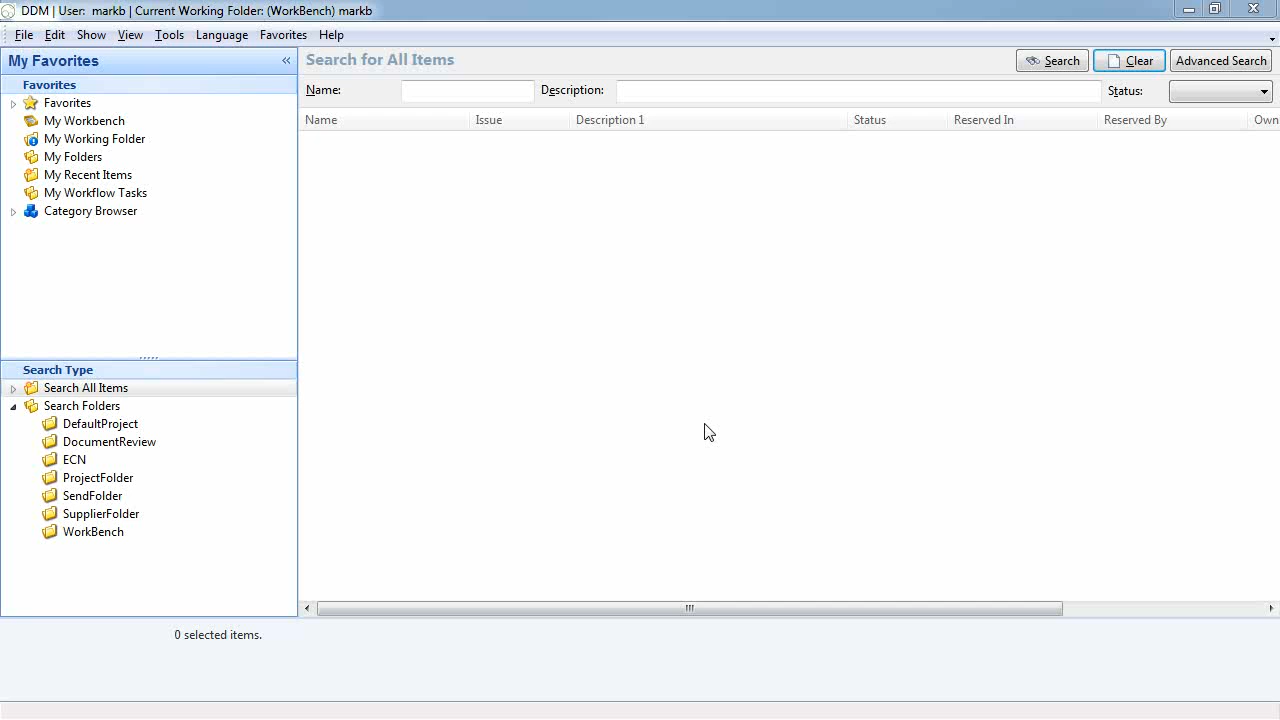 DDM | User: markb | Current Working Folder: (WorkBench) markb
File Edit Show View Tools Language Favorites Help
My Favorites
Favorites
Favorites
My Workbench
My Working Folder
My Folders
My Recent Items
My Workflow Tasks
Category Browser
Search Type
Search All Items
Search Folders
DefaultProject
DocumentReview
ECN
ProjectFolder
SendFolder
SupplierFolder
WorkBench
Search for All Items
Search Clear Advanced Search
Name: Description: Status:
Name Issue Description 1 Status Reserved In Reserved By Own
0 selected items.